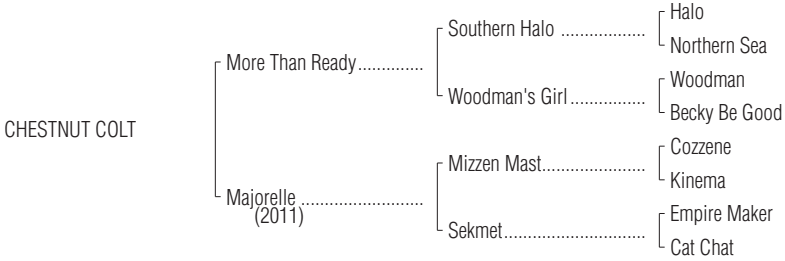 Halo
Southern Halo ..................
Northern Sea
More Than Ready..............
Woodman
Woodman's Girl ................
Becky Be Good
CHESTNUT COLT
Cozzene
Mizzen Mast......................
Kinema
Majorelle ..........................
(2011)
Empire Maker
Sekmet..............................
Cat Chat